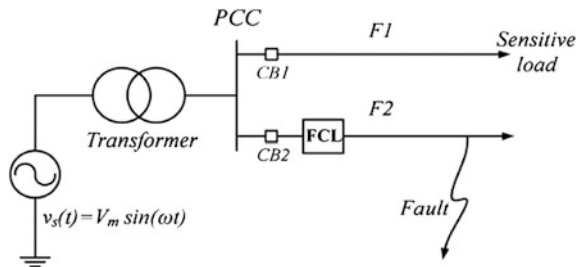 PCC
F1
CB1
Sensitive
load
Transformer
F2
CB2
FCL
v_s(t)=V_m sin(ωt)
Fault